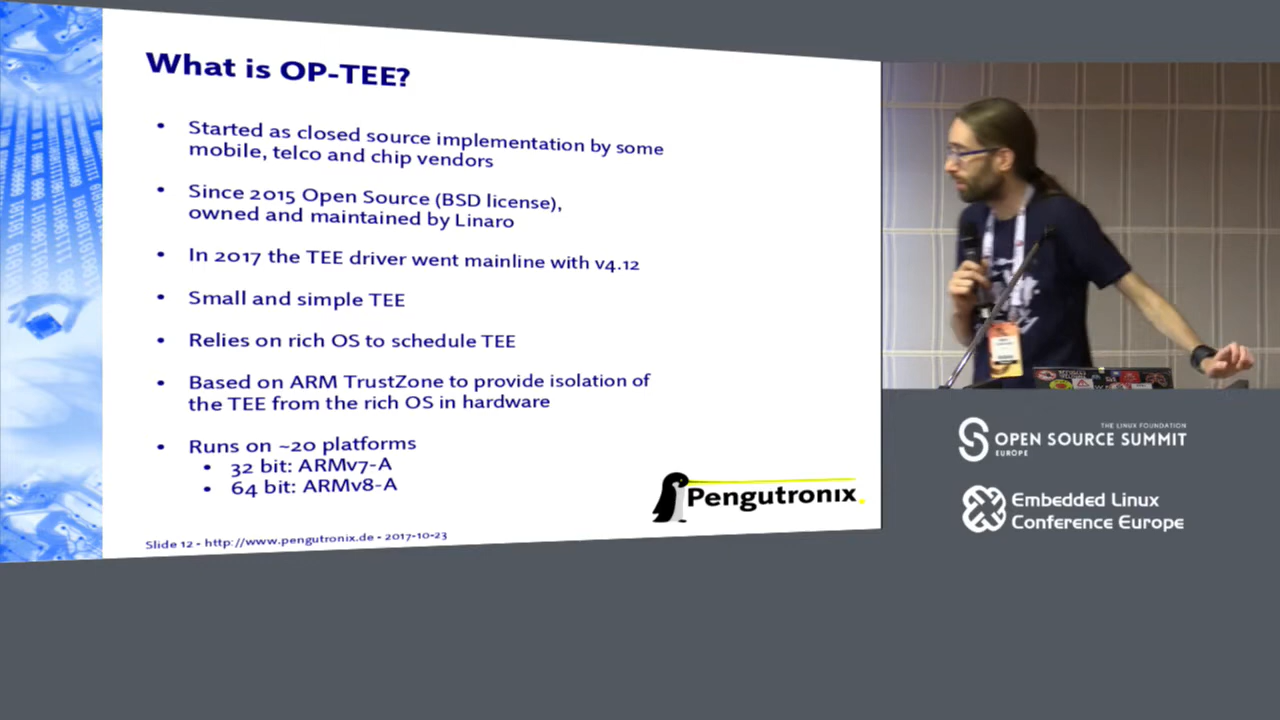 What is OP-TEE?
• Started as closed source implementation by some
mobile, telco and chip vendors
• Since 2015 Open Source (BSD license),
owned and maintained by Linaro
• In 2017 the TEE driver went mainline with v4.12
• Small and simple TEE
• Relies on rich OS to schedule TEE
• Based on ARM TrustZone to provide isolation of
the TEE from the rich OS in hardware
• Runs on ~20 platforms
• 32 bit: ARMv7-A
• 64 bit: ARMv8-A
Pengutronix
Slide 12 - http://www.pengutronix.de - 2017-10-23
THE LINUX FOUNDATION
OPEN SOURCE SUMMIT
EUROPE
Embedded Linux
Conference Europe